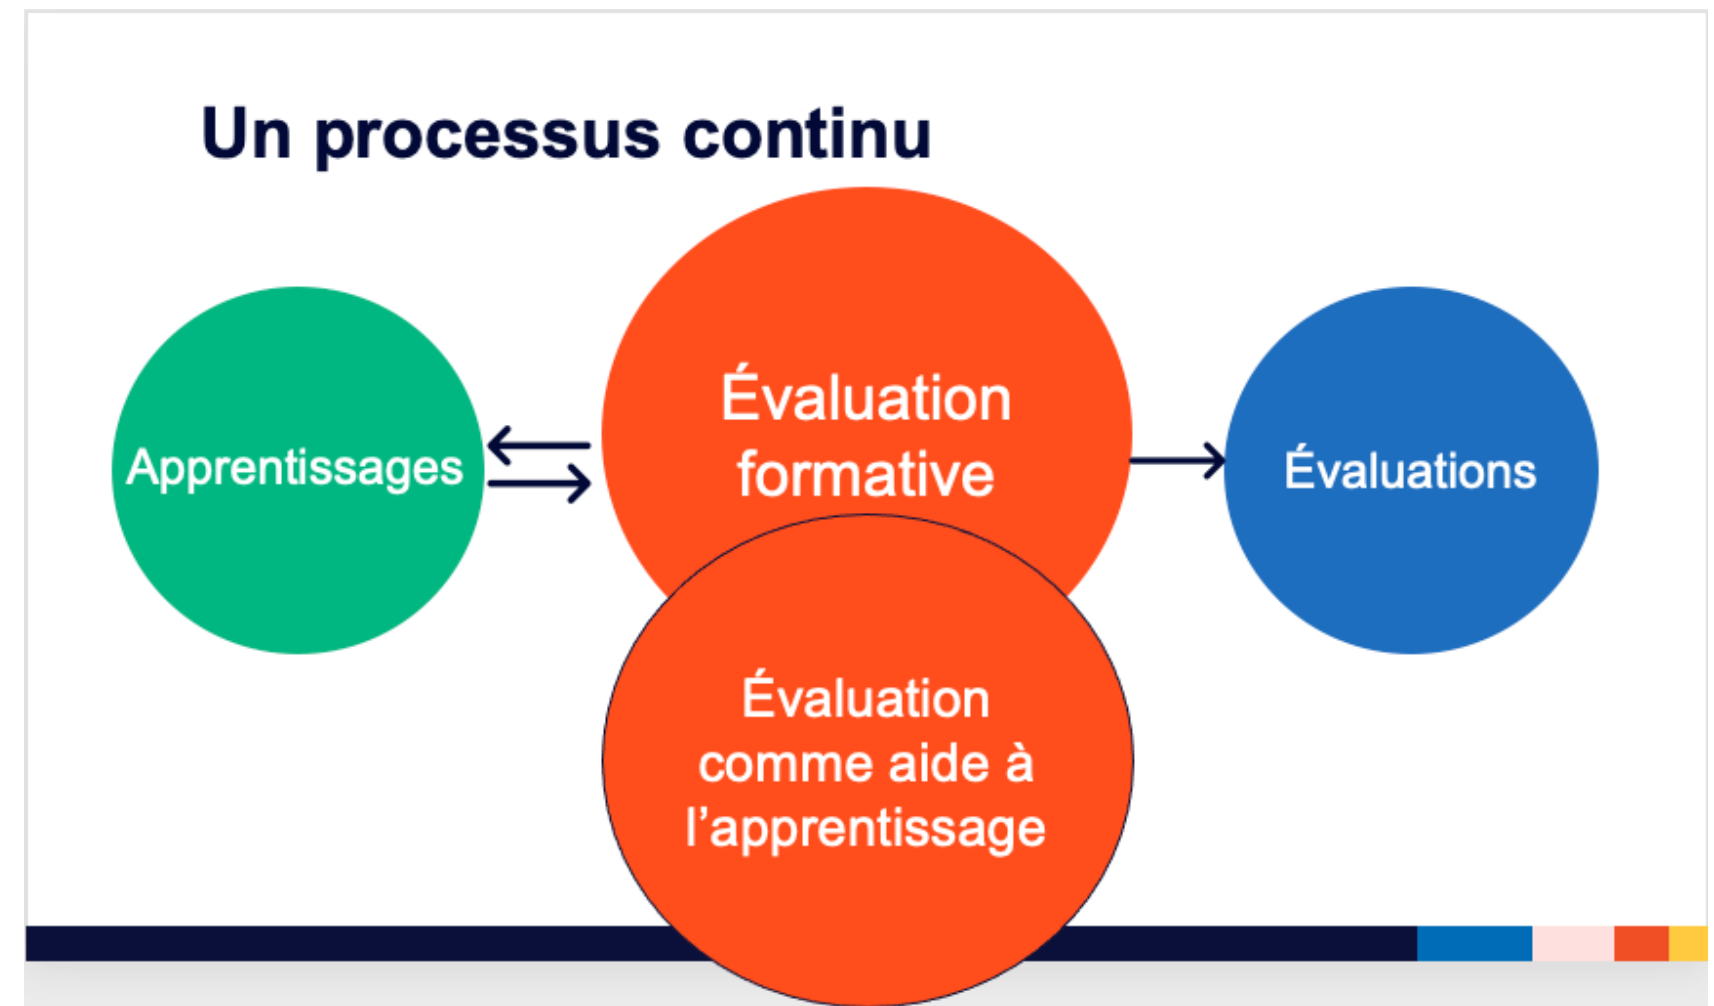 Un processus continu
Apprentissages
Évaluation
formative
Évaluations
Évaluation
comme aide à
l’apprentissage